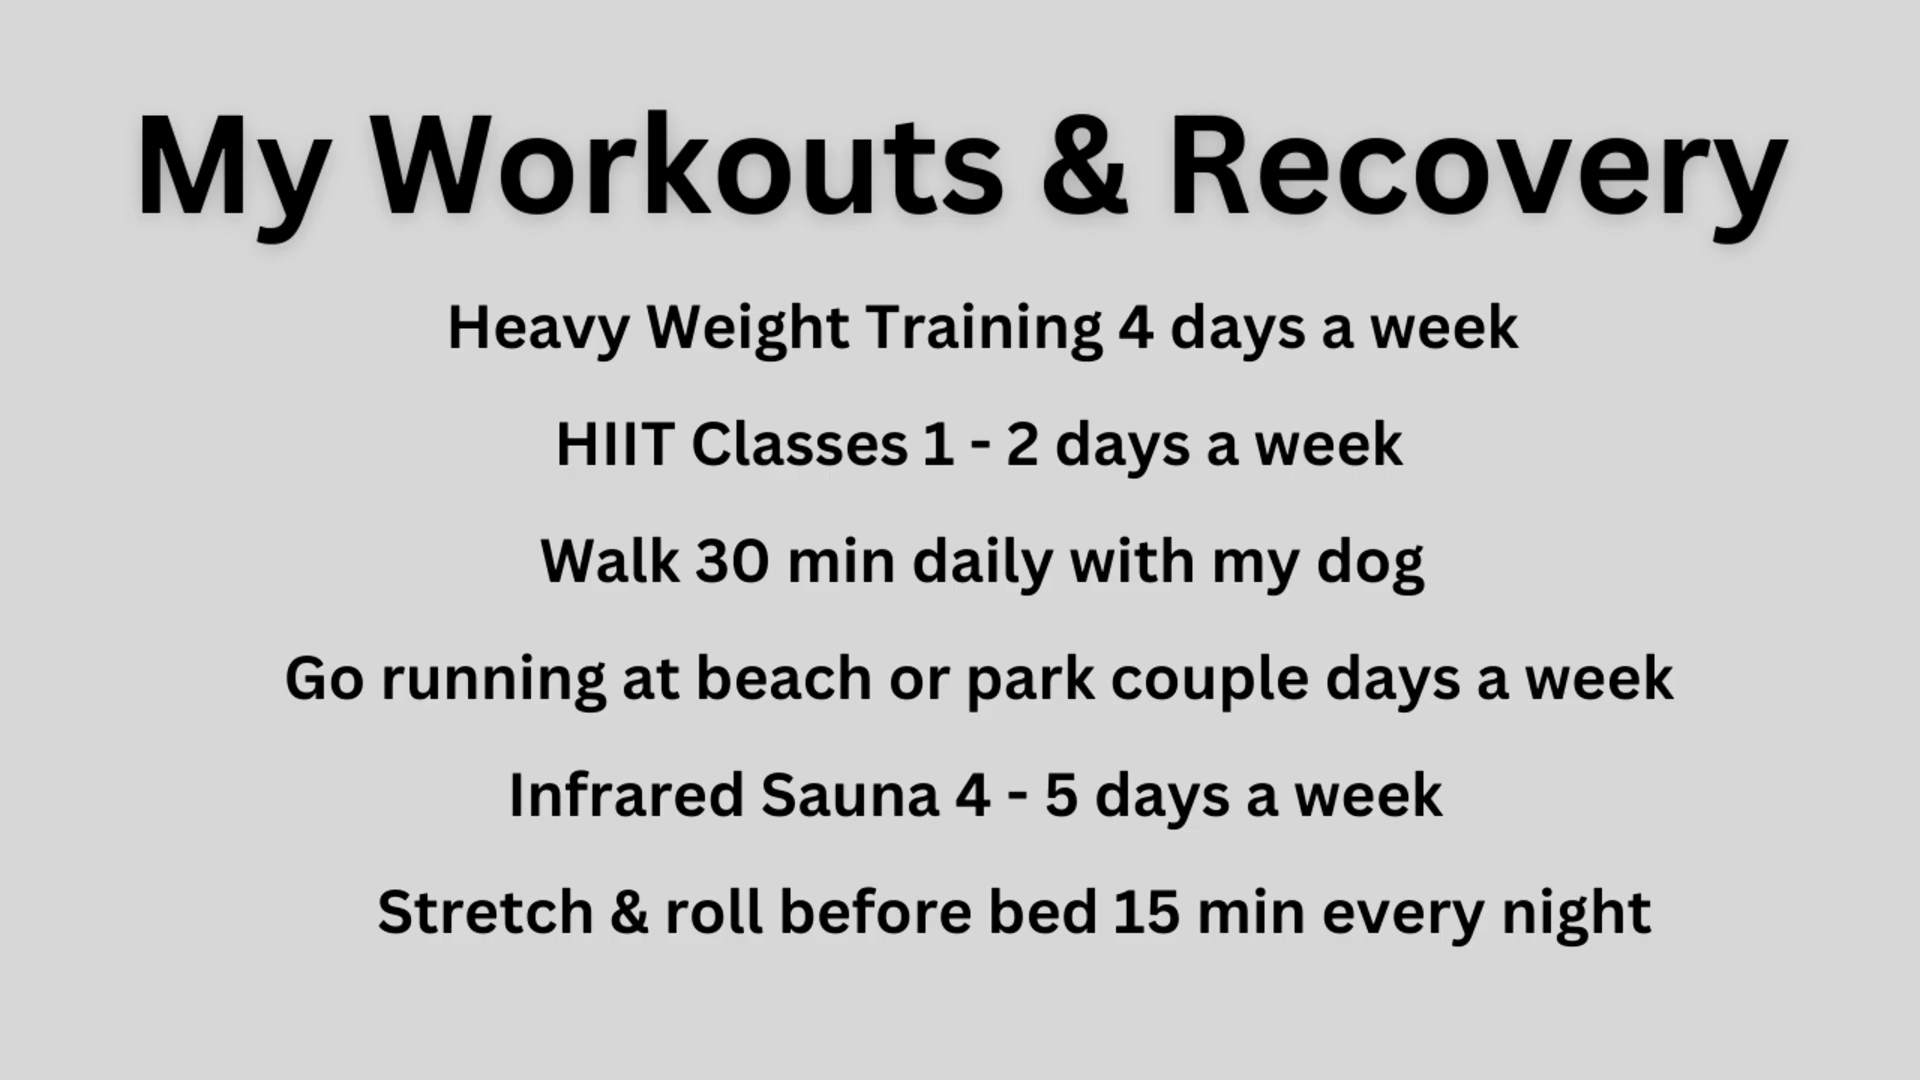 My Workouts & Recovery
Heavy Weight Training 4 days a week
HIIT Classes 1 - 2 days a week
Walk 30 min daily with my dog
Go running at beach or park couple days a week
Infrared Sauna 4 - 5 days a week
Stretch & roll before bed 15 min every night